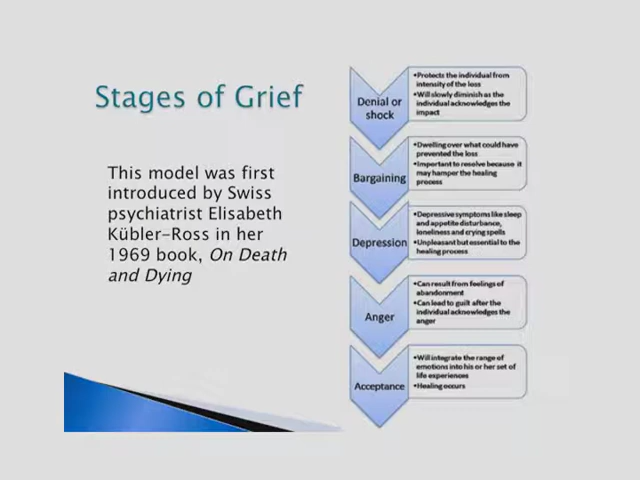 Stages of Grief
This model was first
introduced by Swiss
psychiatrist Elisabeth
Kübler-Ross in her
1969 book, On Death
and Dying
Denial or
shock
•Protects the individual from
intensity of the loss
•Will slowly diminish as the
individual acknowledges the
impact
Bargaining
•Dwelling over what could have
prevented the loss
•Important to resolve because it
may hamper the healing
process
Depression
•Depressive symptoms like sleep
and appetite disturbance,
loneliness and crying spells
•Unpleasant but essential to the
healing process
Anger
•Can result from feelings of
abandonment
•Can lead to guilt after the
individual acknowledges the
anger
Acceptance
•Will integrate the range of
emotions into his or her set of
life experiences
•Healing occurs